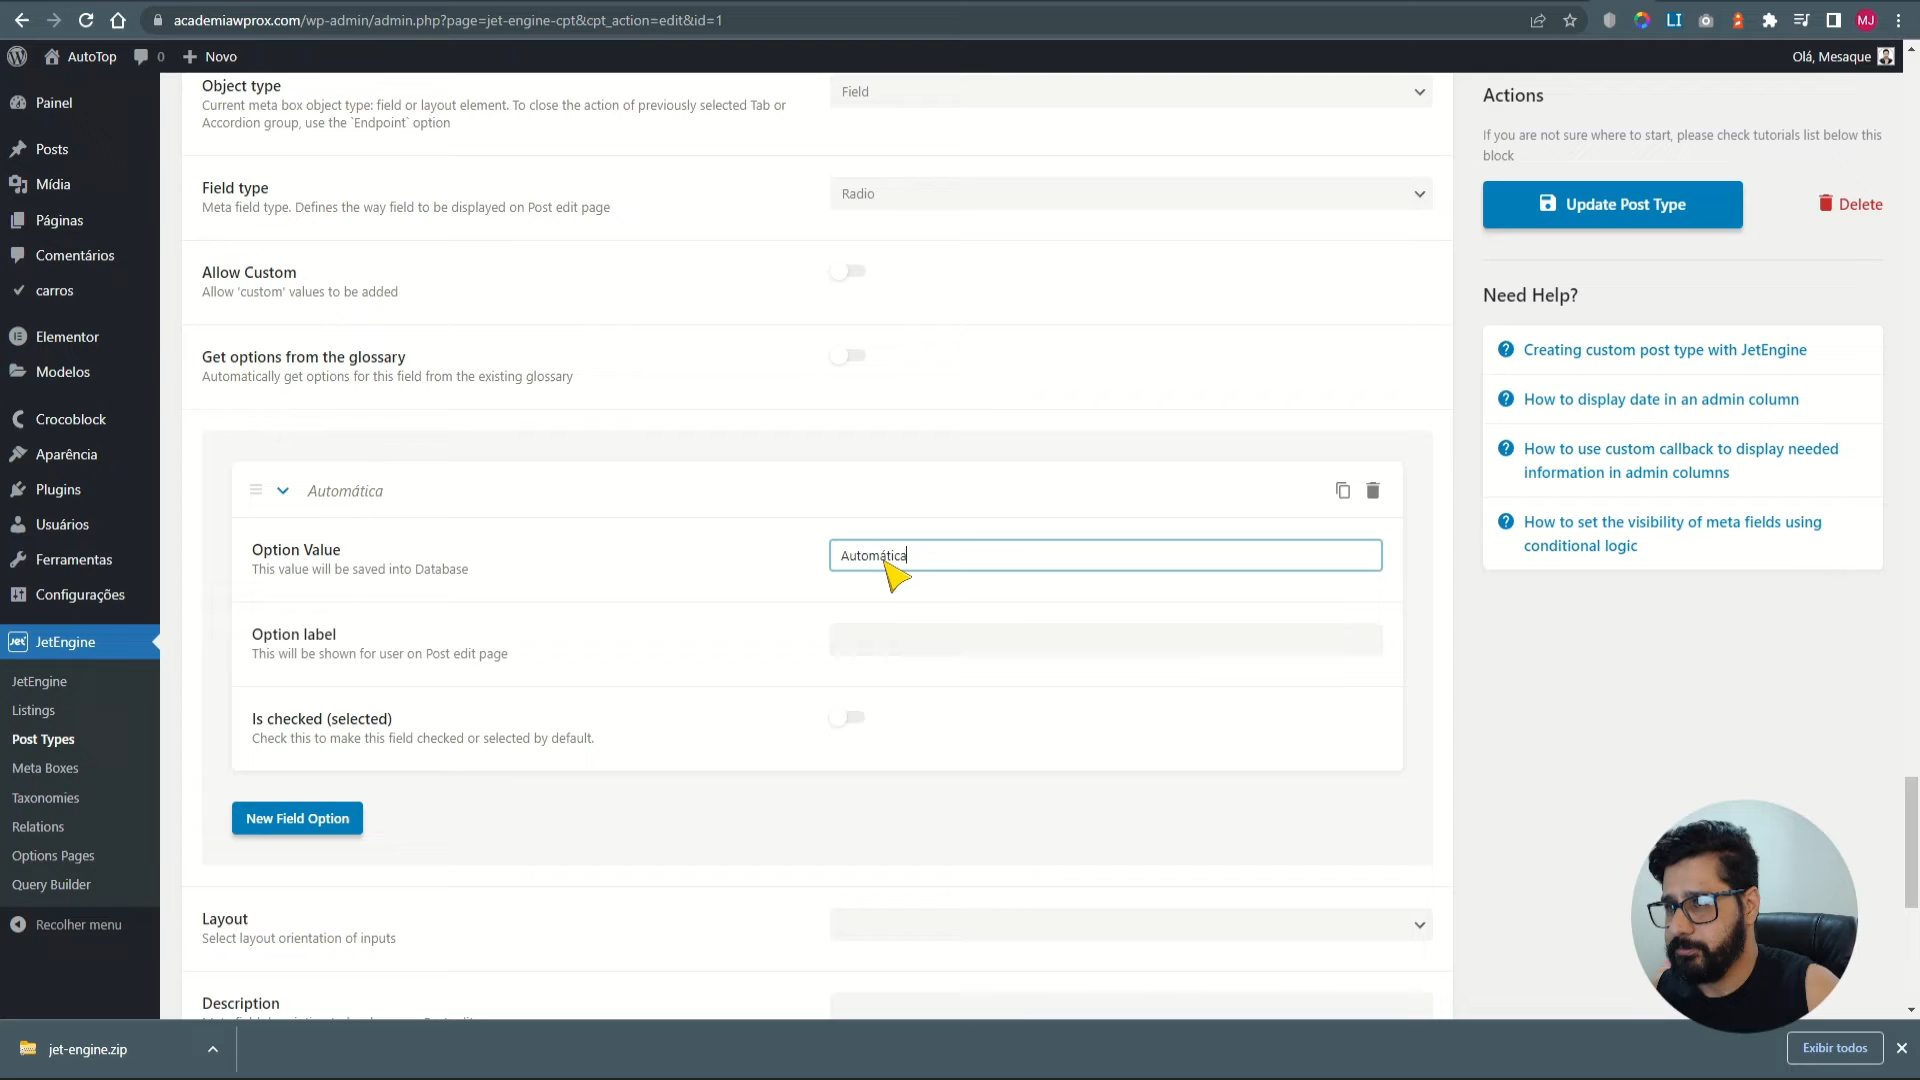 academiawprox.com/wp-admin/admin.php?page=jet-engine-cpt&cpt_action=edit&id=1
LI
MJ
AutoTop
0
Novo
Olá, Mesaque
Painel
Posts
Mídia
Páginas
Comentários
carros
Elementor
Modelos
Crocoblock
Aparência
Plugins
Usuários
Ferramentas
Configurações
Jet
JetEngine
JetEngine
Listings
Post Types
Meta Boxes
Taxonomies
Relations
Options Pages
Query Builder
Recolher menu
Object type
Current meta box object type: field or layout element. To close the action of previously selected Tab or
Accordion group, use the `Endpoint` option
Field
Field type
Meta field type. Defines the way field to be displayed on Post edit page
Radio
Allow Custom
Allow 'custom' values to be added
Get options from the glossary
Automatically get options for this field from the existing glossary
Automática
Option Value
This value will be saved into Database
Automática
Option label
This will be shown for user on Post edit page
Is checked (selected)
Check this to make this field checked or selected by default.
New Field Option
Layout
Select layout orientation of inputs
Description
Actions
If you are not sure where to start, please check tutorials list below this
block
Update Post Type
Delete
Need Help?
Creating custom post type with JetEngine
How to display date in an admin column
How to use custom callback to display needed
information in admin columns
How to set the visibility of meta fields using
conditional logic
jet-engine.zip
Exibir todos